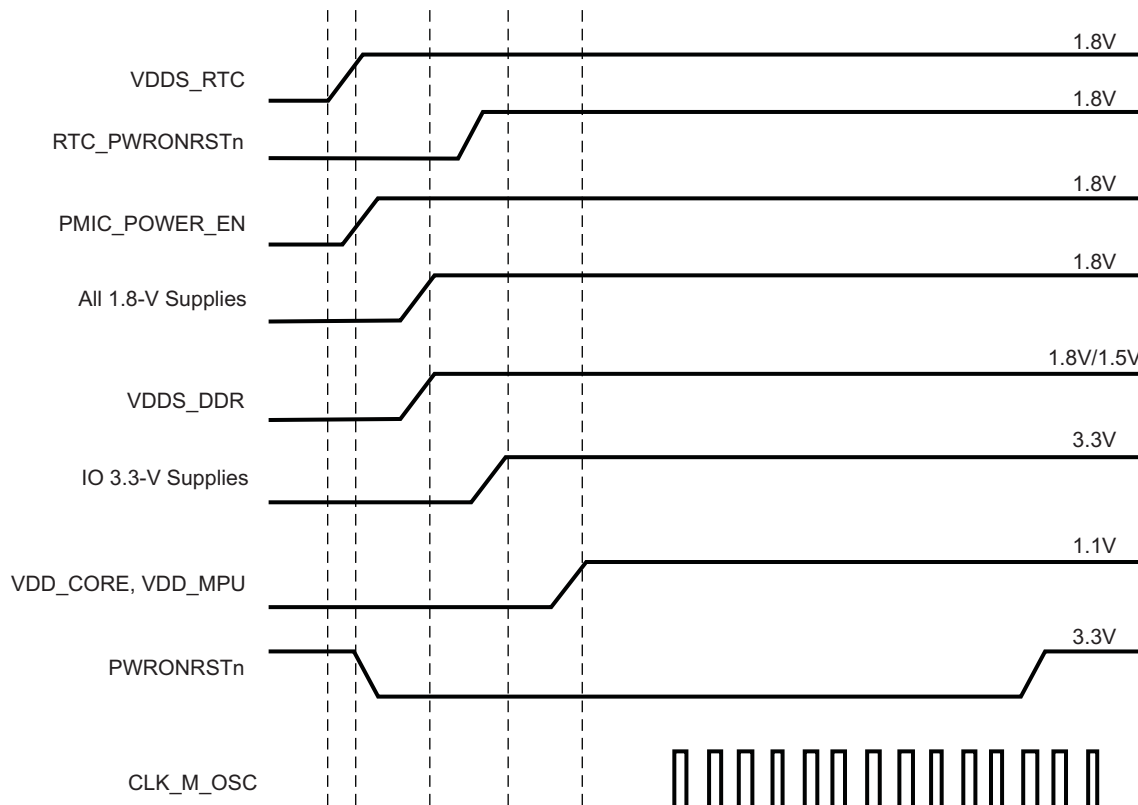 1.8V
VDDS_RTC
1.8V
RTC_PWRONRSTn
1.8V
PMIC_POWER_EN
1.8V
All 1.8-V Supplies
1.8V/1.5V
VDDS_DDR
3.3V
IO 3.3-V Supplies
1.1V
VDD_CORE, VDD_MPU
3.3V
PWRONRSTn
CLK_M_OSC